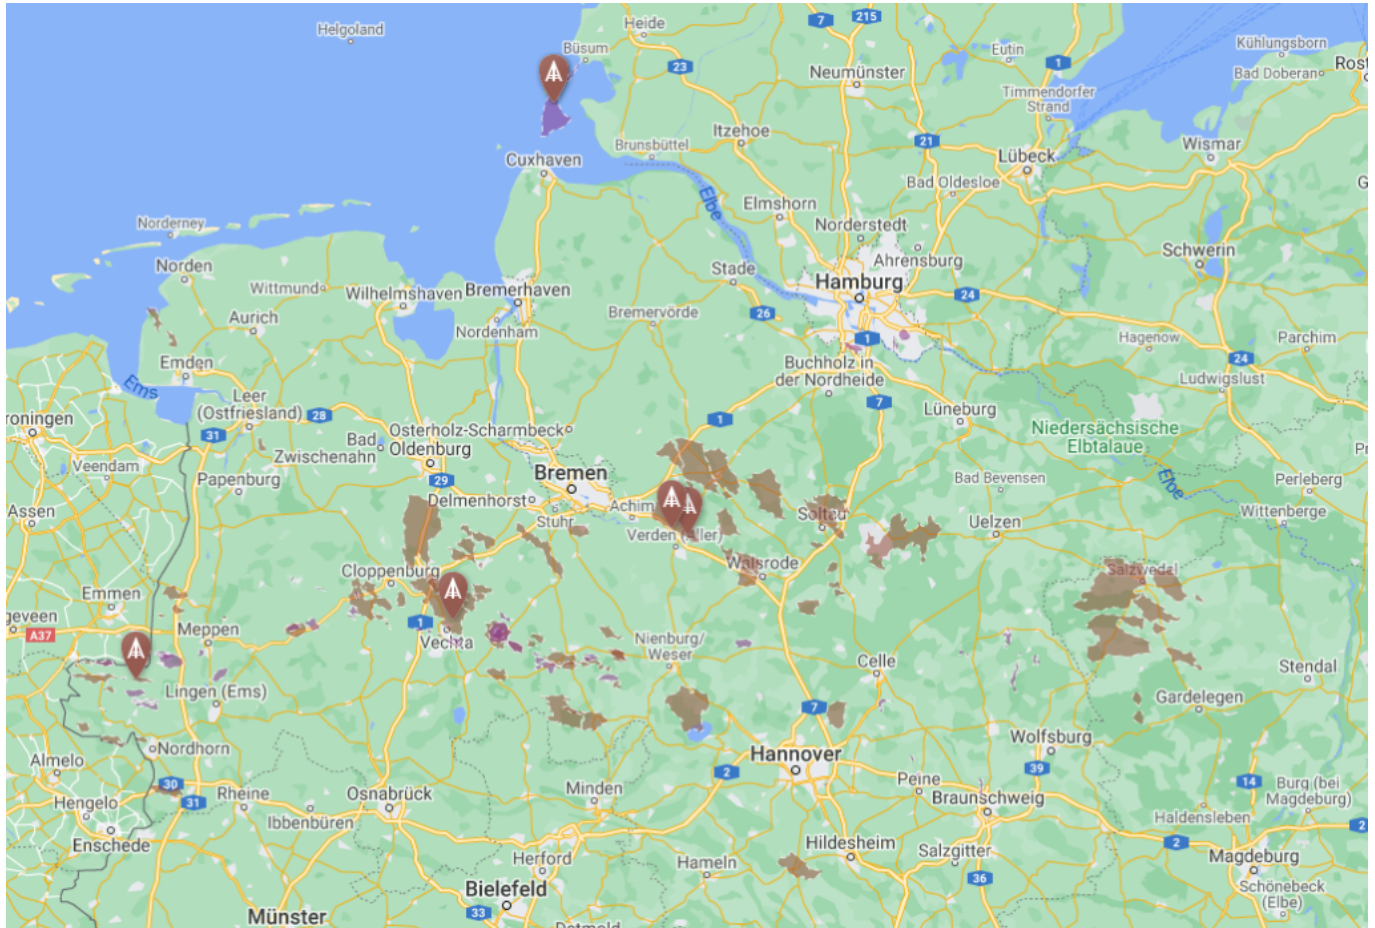 Helgoland
Heide
7
215
Büsum
23
Neumünster
Eutin
1
Kühlungsborn
Bad Doberan
Rost
Timmendorfer
Strand
Itzehoe
Brunsbüttel
21
Wismar
Cuxhaven
Lübeck
Bad Oldesloe
G
Elbe
Elmshorn
Norderstedt
Norderney
Ahrensburg
Schwerin
Norden
Stade
Wittmund
Wilhelmshaven
Bremerhaven
Hamburg
24
Aurich
Nordenham
Bremervörde
26
1
Hagenow
Parchim
Emden
Buchholz in
der Nordheide
24
Ludwigslust
Ems
Leer
(Ostfriesland)
28
7
Lüneburg
roningen
31
1
Niedersächsische
Elbtalaue
Osterholz-Scharmbeck
Bad
Zwischenahn
Oldenburg
Pr
Veendam
Papenburg
29
Bremen
Bad Bevensen
Elbe
Perleberg
Assen
Delmenhorst
Achim
Stuhr
Soltau
Uelzen
Wittenberge
Verden (Aller)
Cloppenburg
Walsrode
Salzwedel
Emmen
geveen
A37
Meppen
1
Vechta
Nienburg/
Weser
Celle
Stendal
Lingen (Ems)
Gardelegen
7
Nordhorn
Hannover
Wolfsburg
Almelo
30
2
39
14
Hengelo
31
Rheine
Osnabrück
Minden
Peine
Braunschweig
Burg (bei
Magdeburg)
Ibbenbüren
Haldensleben
2
Enschede
Hildesheim
Salzgitter
2
Herford
Hameln
Magdeburg
36
Bielefeld
Schönebeck
(Elbe)
Münster
33
Detmold